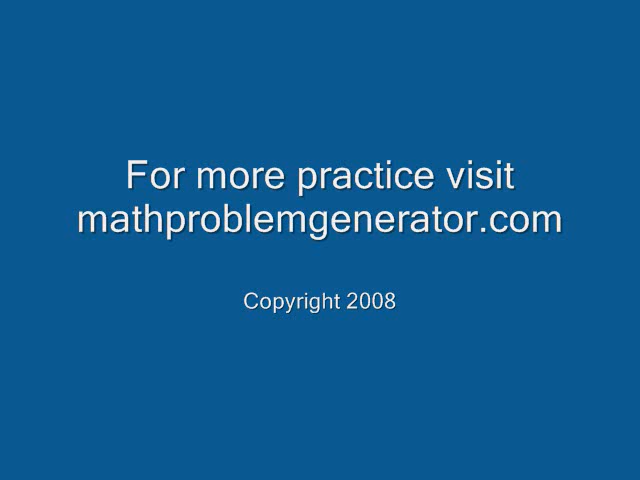 For more practice visit
mathproblemgenerator.com
Copyright 2008